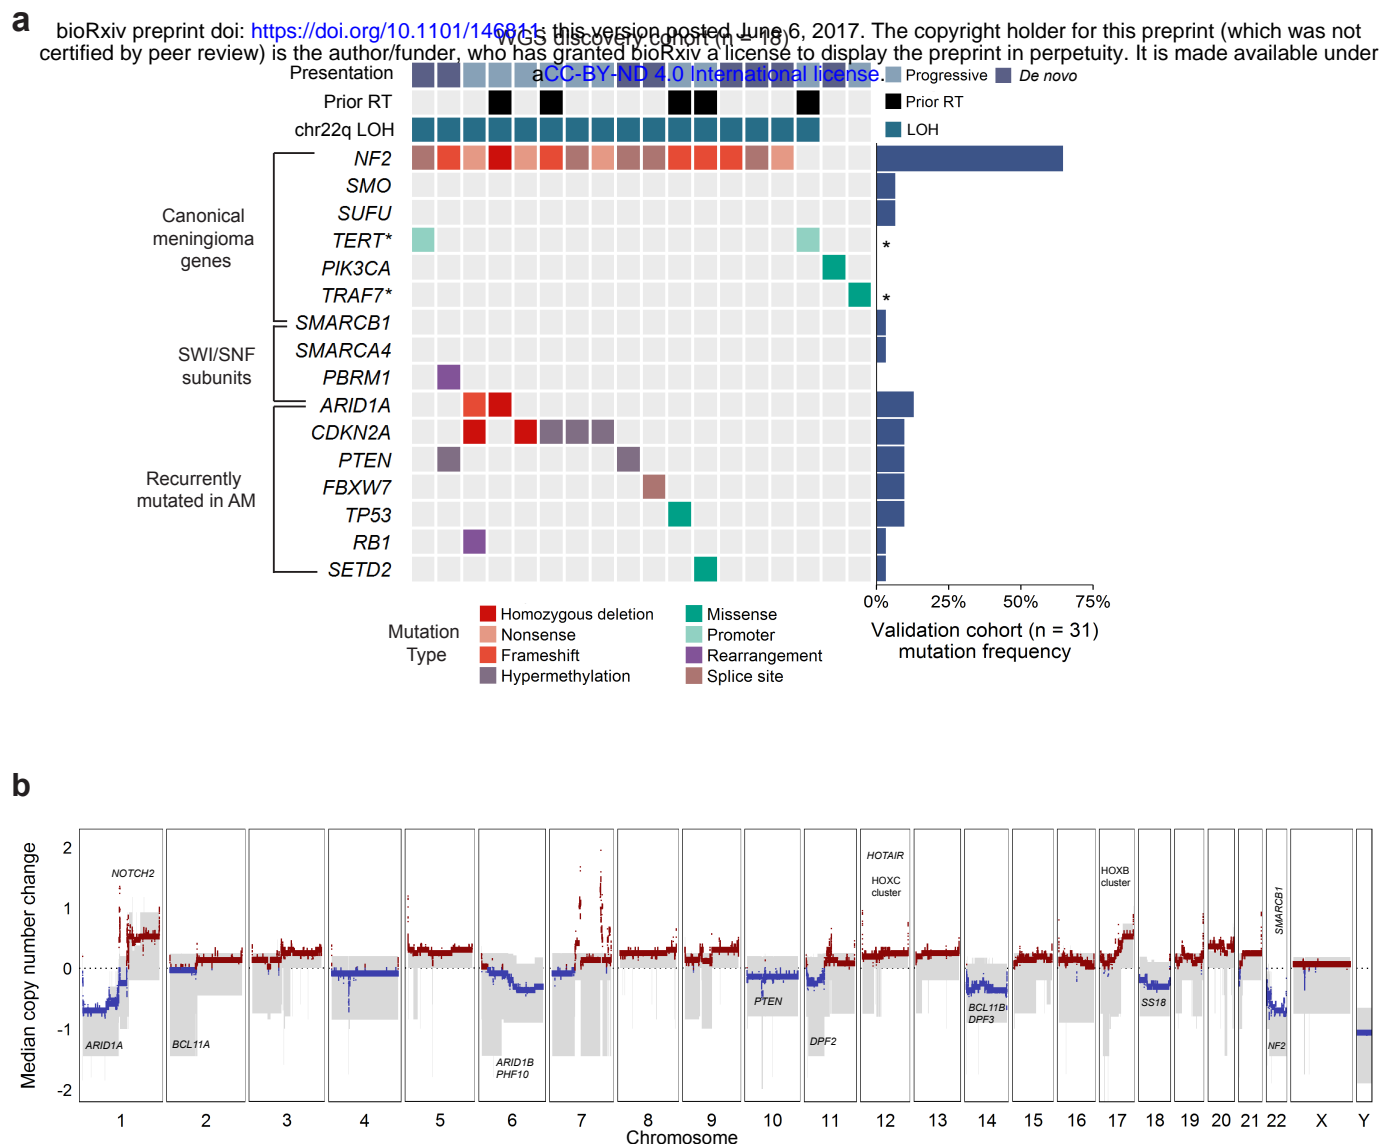 a
bioRxiv preprint doi: https://doi.org/10.1101/146811; this version posted June 6, 2017. The copyright holder for this preprint (which was not
WGS discovery cohort (n = 18)
certified by peer review) is the author/funder, who has granted bioRxiv a license to display the preprint in perpetuity. It is made available under
aCC-BY-ND 4.0 International license.
Presentation
Progressive De novo
Prior RT
Prior RT
chr22q LOH
LOH
Canonical
meningioma
genes
NF2
SMO
SUFU
TERT*
*
PIK3CA
TRAF7*
*
SWI/SNF
subunits
SMARCB1
SMARCA4
PBRM1
ARID1A
Recurrently
mutated in AM
CDKN2A
PTEN
FBXW7
TP53
RB1
SETD2
0% 25% 50% 75%
Validation cohort (n = 31)
mutation frequency
Mutation
Type
Homozygous deletion
Nonsense
Frameshift
Hypermethylation
Missense
Promoter
Rearrangement
Splice site
b
Median copy number change
2
1
0
-1
-2
NOTCH2
ARID1A
BCL11A
ARID1B
PHF10
PTEN
DPF2
HOTAIR
HOXC
cluster
BCL11B
DPF3
HOXB
cluster
SS18
SMARCB1
NF2
1 2 3 4 5 6 7 8 9 10 11 12 13 14 15 16 17 18 19 20 21 22 X Y
Chromosome